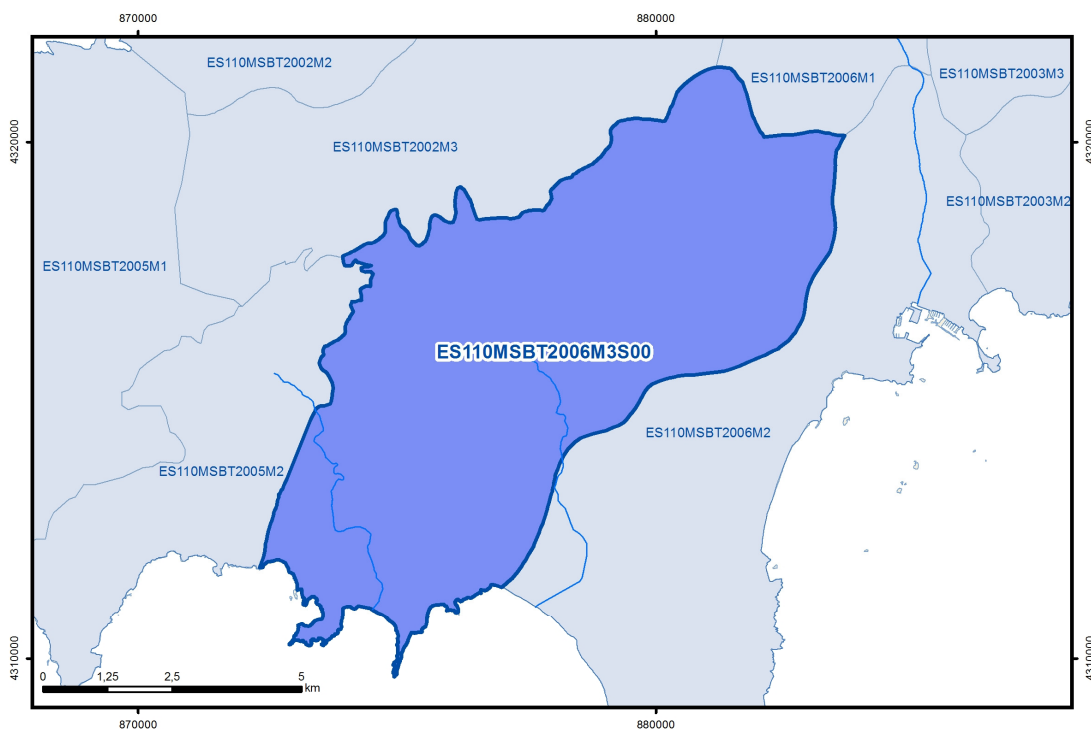 870000 880000
ES110MSBT2002M2
ES110MSBT2006M1
ES110MSBT2003M3
4320000 4320000
ES110MSBT2002M3
ES110MSBT2003M2
ES110MSBT2005M1
ES110MSBT2006M3S00
ES110MSBT2006M2
ES110MSBT2005M2
4310000 4310000
0 1,25 2,5 5
km
870000 880000